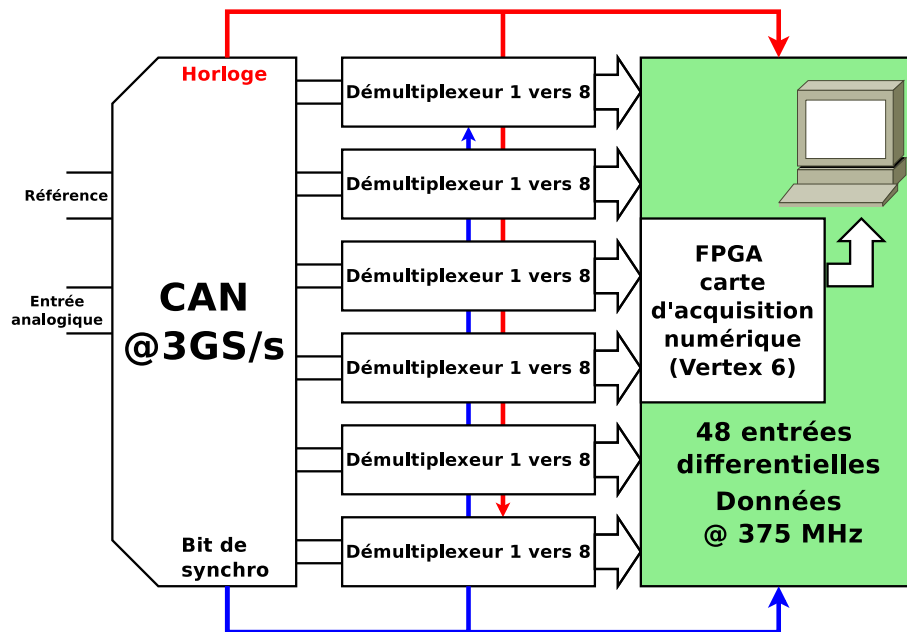 Horloge
Référence
Entrée
analogique
CAN
@3GS/s
Bit de
synchro
Démultiplexeur 1 vers 8
Démultiplexeur 1 vers 8
Démultiplexeur 1 vers 8
Démultiplexeur 1 vers 8
Démultiplexeur 1 vers 8
Démultiplexeur 1 vers 8
FPGA
carte
d'acquisition
numérique
(Vertex 6)
48 entrées
differentielles
Données
@ 375 MHz